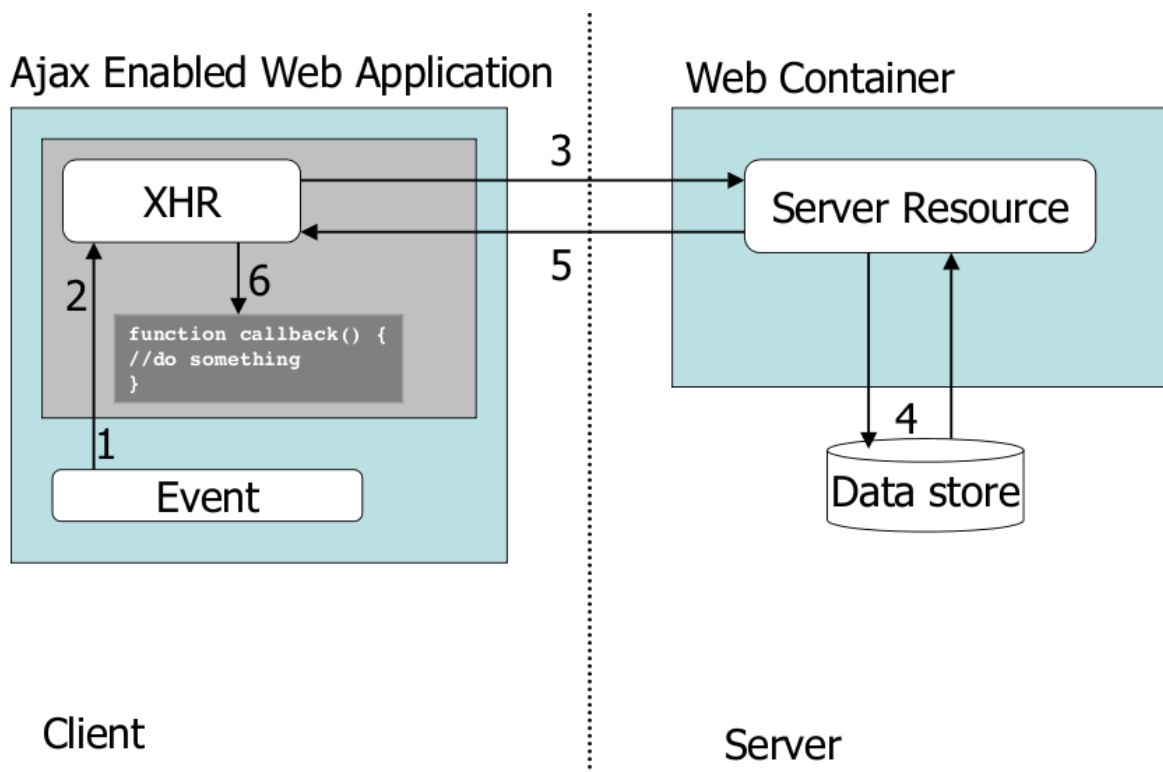 Ajax Enabled Web Application
Web Container
3
XHR
Server Resource
5
2
6
function callback() {
//do something
}
4
1
Event
Data store
Client
Server